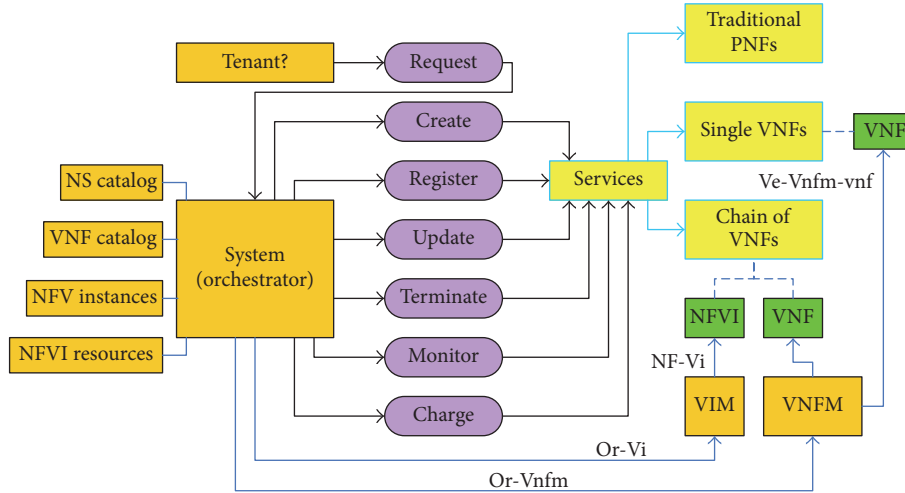 Traditional
PNFs
Tenant?
Request
Create
Single VNFs
VNF
NS catalog
Register
Services
Ve-Vnfm-vnf
VNF catalog
System
(orchestrator)
Update
Chain of
VNFs
NFV instances
Terminate
NFVI
VNF
NFVI resources
Monitor
NF-Vi
Charge
VIM
VNFM
Or-Vi
Or-Vnfm